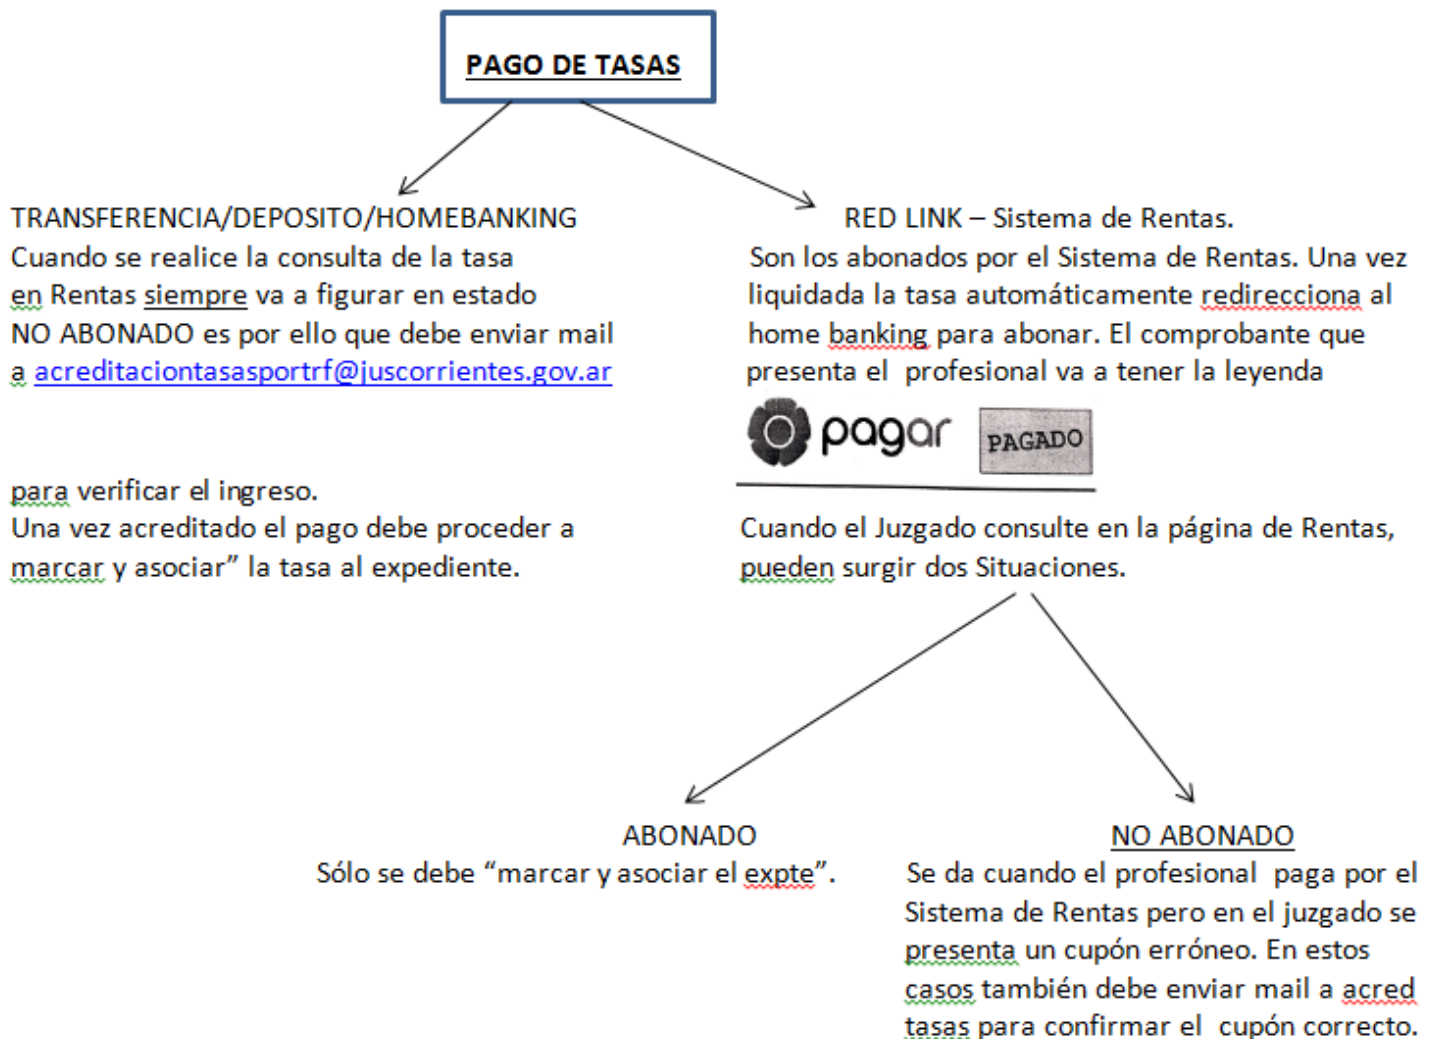 PAGO DE TASAS
TRANSFERENCIA/DEPOSITO/HOMEBANKING
Cuando se realice la consulta de la tasa
en Rentas siempre va a figurar en estado
NO ABONADO es por ello que debe enviar mail
a acreditaciontasasportrf@juscorrientes.gov.ar
para verificar el ingreso.
Una vez acreditado el pago debe proceder a
marcar y asociar” la tasa al expediente.
RED LINK – Sistema de Rentas.
Son los abonados por el Sistema de Rentas. Una vez
liquidada la tasa automáticamente redirecciona al
home banking para abonar. El comprobante que
presenta el  profesional va a tener la leyenda
pagar PAGADO
Cuando el Juzgado consulte en la página de Rentas,
pueden surgir dos Situaciones.
ABONADO
Sólo se debe “marcar y asociar el expte”.
NO ABONADO
Se da cuando el profesional  paga por el
Sistema de Rentas pero en el juzgado se
presenta un cupón erróneo. En estos
casos también debe enviar mail a acred
tasas para confirmar el  cupón correcto.